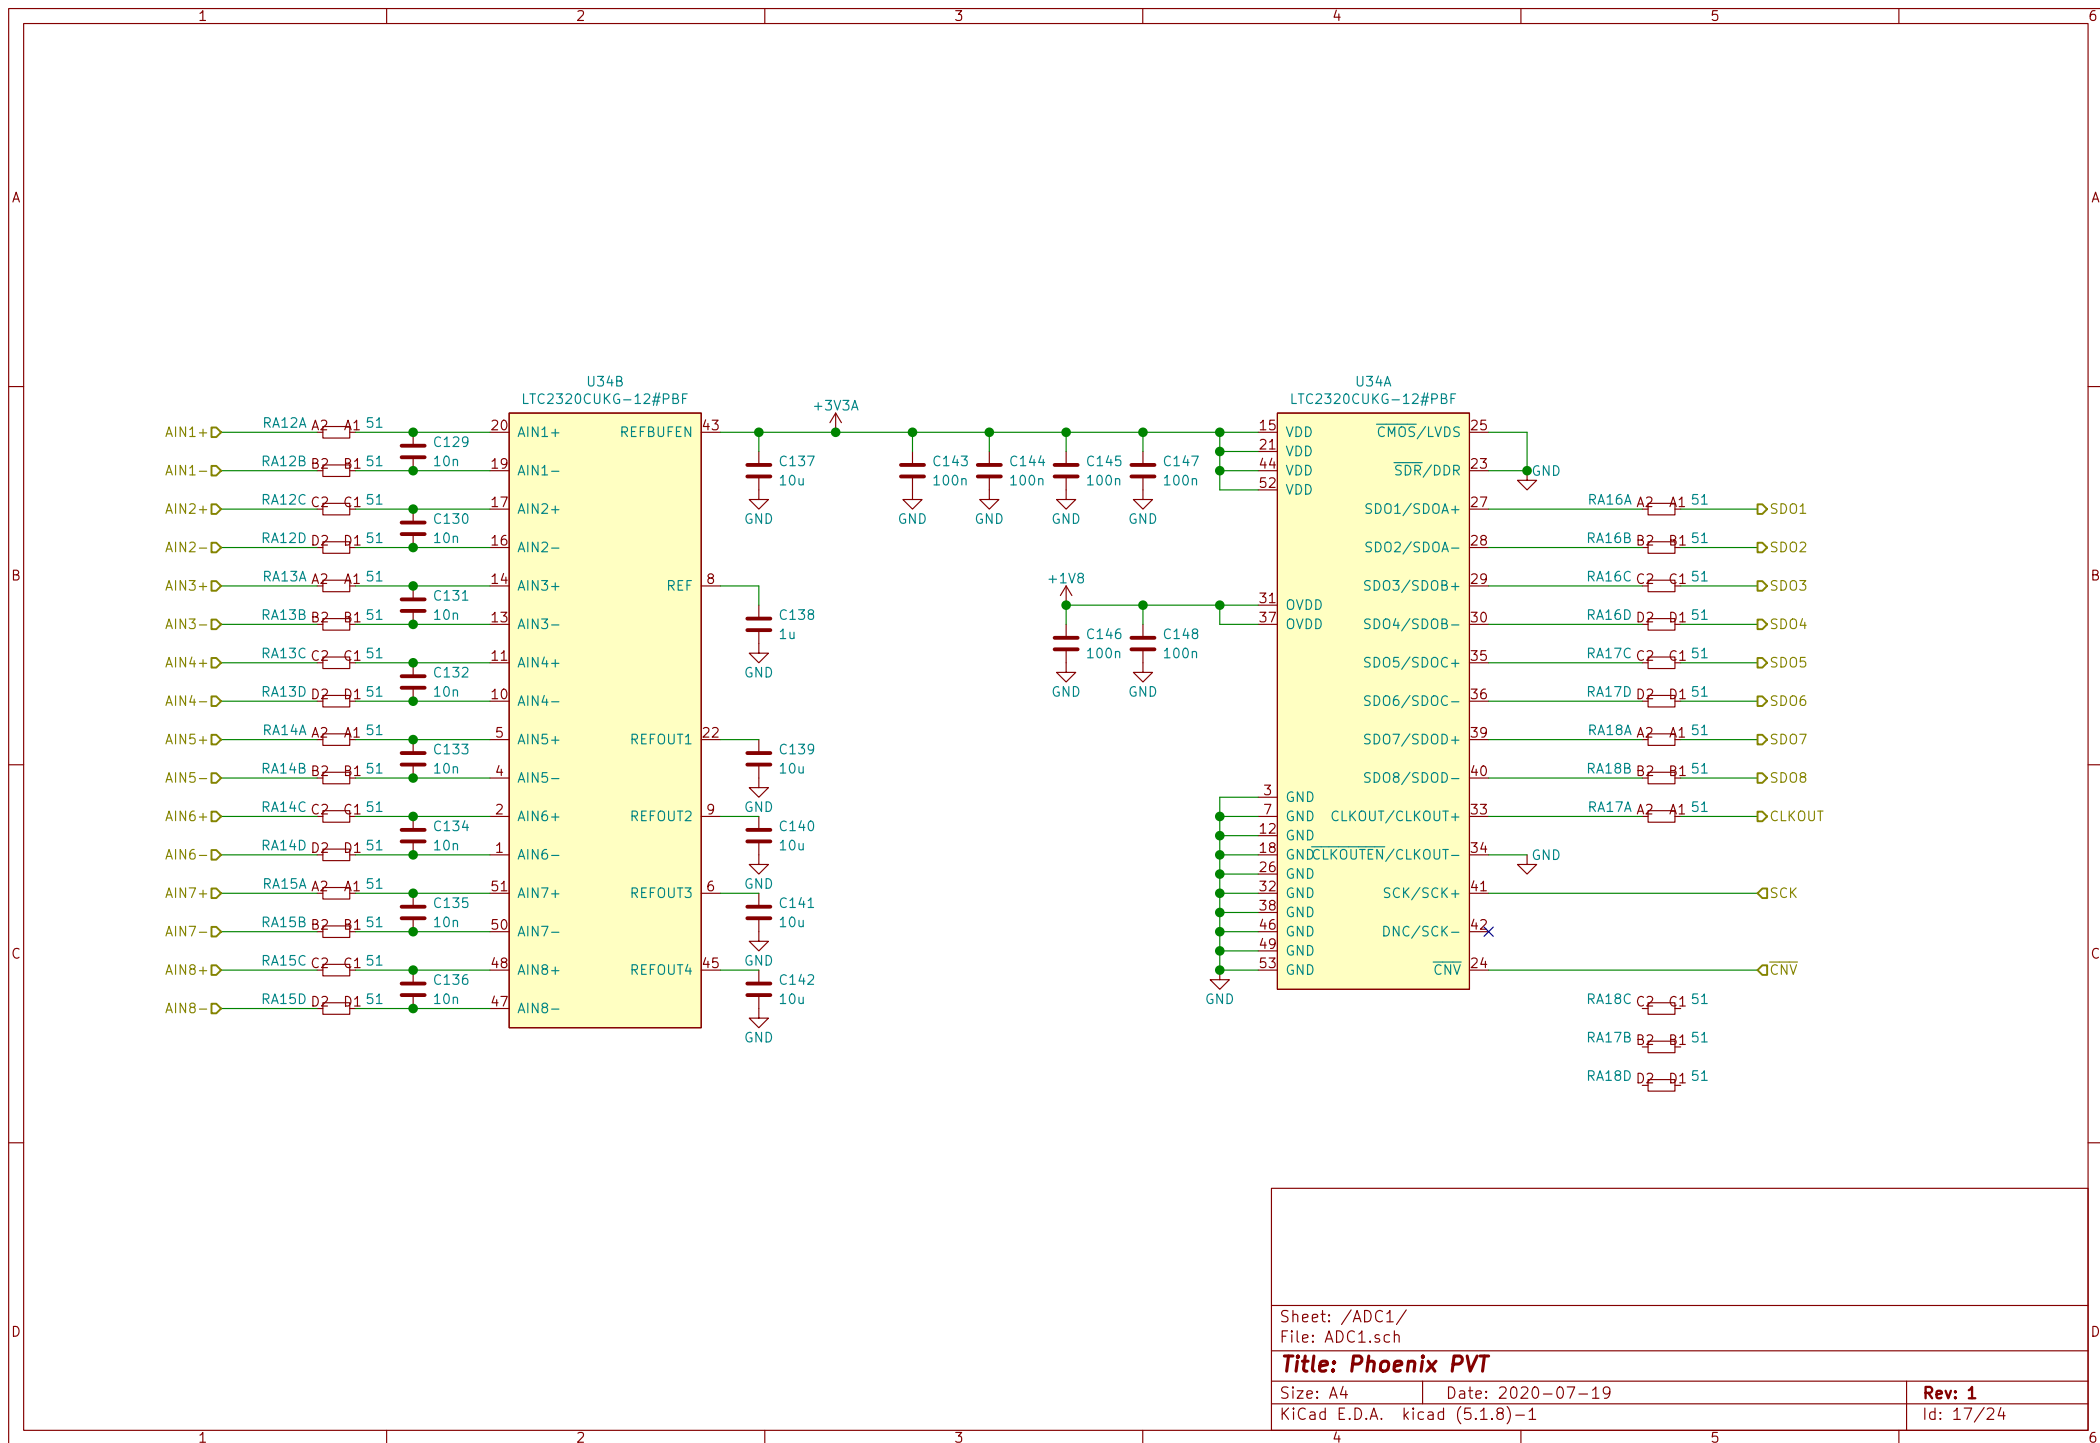 1 2 3 4 5 6
A A
B B
C C
D D
U34B
LTC2320CUKG-12#PBF
AIN1+ RA12A A2 A1 51 20 AIN1+
C129
10n
AIN1- RA12B B2 B1 51 19 AIN1-
AIN2+ RA12C C2 C1 51 17 AIN2+
C130
10n
AIN2- RA12D D2 D1 51 16 AIN2-
AIN3+ RA13A A2 A1 51 14 AIN3+
C131
10n
AIN3- RA13B B2 B1 51 13 AIN3-
AIN4+ RA13C C2 C1 51 11 AIN4+
C132
10n
AIN4- RA13D D2 D1 51 10 AIN4-
AIN5+ RA14A A2 A1 51 5 AIN5+
C133
10n
AIN5- RA14B B2 B1 51 4 AIN5-
AIN6+ RA14C C2 C1 51 2 AIN6+
C134
10n
AIN6- RA14D D2 D1 51 1 AIN6-
AIN7+ RA15A A2 A1 51 51 AIN7+
C135
10n
AIN7- RA15B B2 B1 51 50 AIN7-
AIN8+ RA15C C2 C1 51 48 AIN8+
C136
10n
AIN8- RA15D D2 D1 51 47 AIN8-
REFBUFEN 43
+3V3A
C137
10u
GND
C143
100n
GND
C144
100n
GND
C145
100n
GND
C147
100n
GND
REF 8
C138
1u
GND
REFOUT1 22
C139
10u
GND
REFOUT2 9
C140
10u
GND
REFOUT3 6
C141
10u
GND
REFOUT4 45
C142
10u
GND
+1V8
C146
100n
GND
C148
100n
GND
U34A
LTC2320CUKG-12#PBF
15 VDD
21 VDD
44 VDD
52 VDD
31 OVDD
37 OVDD
3 GND
7 GND
12 GND
18 GND
26 GND
32 GND
38 GND
46 GND
49 GND
53 GND
GND
CMOS/LVDS 25
SDR/DDR 23 GND
SDO1/SDOA+ 27 RA16A A2 A1 51 SDO1
SDO2/SDOA- 28 RA16B B2 B1 51 SDO2
SDO3/SDOB+ 29 RA16C C2 C1 51 SDO3
SDO4/SDOB- 30 RA16D D2 D1 51 SDO4
SDO5/SDOC+ 35 RA17C C2 C1 51 SDO5
SDO6/SDOC- 36 RA17D D2 D1 51 SDO6
SDO7/SDOD+ 39 RA18A A2 A1 51 SDO7
SDO8/SDOD- 40 RA18B B2 B1 51 SDO8
CLKOUT/CLKOUT+ 33 RA17A A2 A1 51 CLKOUT
CLKOUTEN/CLKOUT- 34 GND
SCK/SCK+ 41 SCK
DNC/SCK- 42
CNV 24 CNV
RA18C C2 C1 51
RA17B B2 B1 51
RA18D D2 D1 51
Sheet: /ADC1/
File: ADC1.sch
Title: Phoenix PVT
Size: A4 Date: 2020-07-19 Rev: 1
KiCad E.D.A. kicad (5.1.8)-1 Id: 17/24
1 2 3 4 5 6